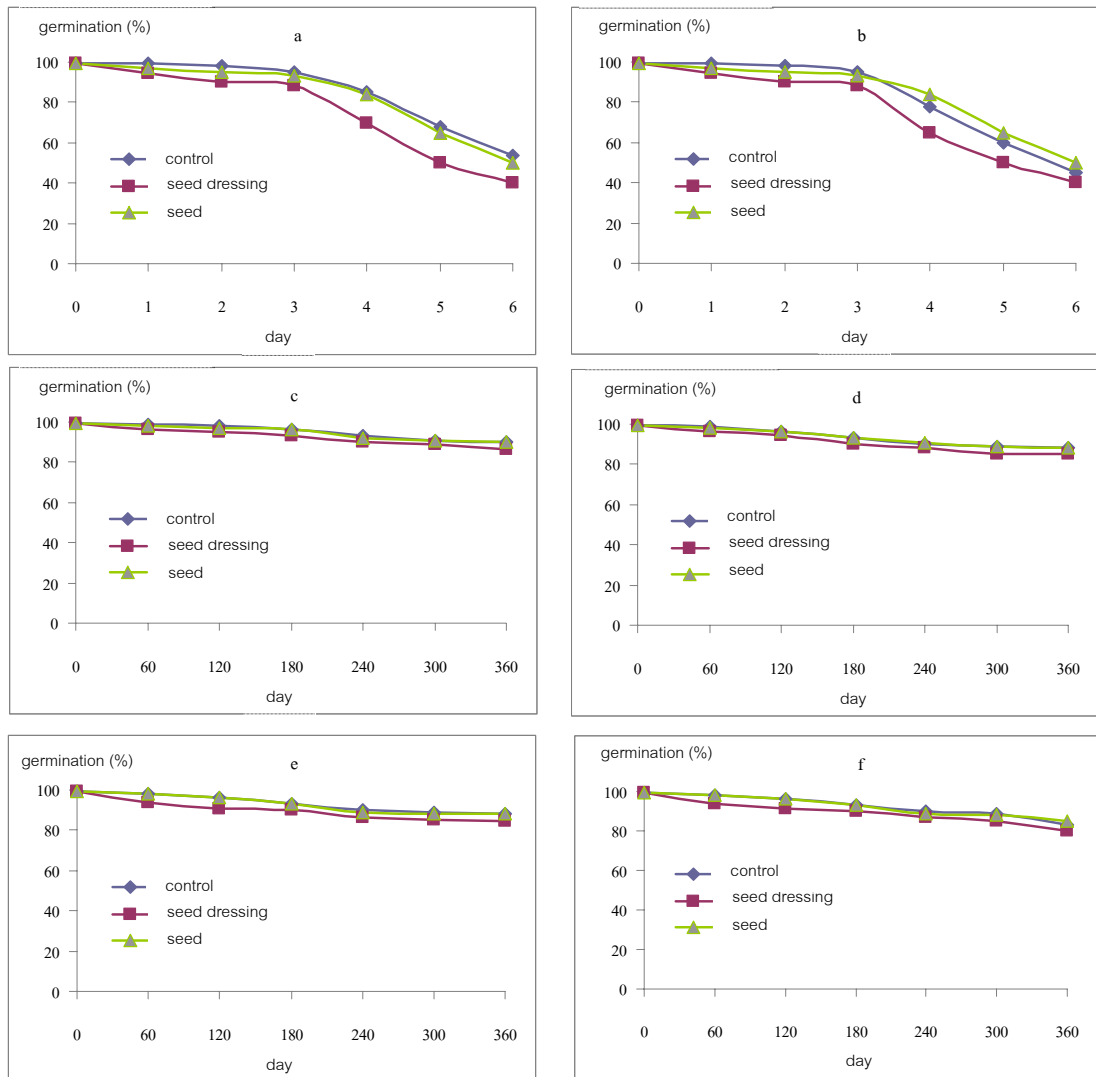 germination (%)
a
100
80
60
40
20
0
control
seed dressing
seed
0 1 2 3 4 5 6
day
germination (%)
b
100
80
60
40
20
0
control
seed dressing
seed
0 1 2 3 4 5 6
day
germination (%)
c
100
80
60
40
20
0
control
seed dressing
seed
0 60 120 180 240 300 360
day
germination (%)
d
100
80
60
40
20
0
control
seed dressing
seed
0 60 120 180 240 300 360
day
germination (%)
e
100
80
60
40
20
0
control
seed dressing
seed
0 60 120 180 240 300 360
day
germination (%)
f
100
80
60
40
20
0
control
seed dressing
seed
0 60 120 180 240 300 360
day